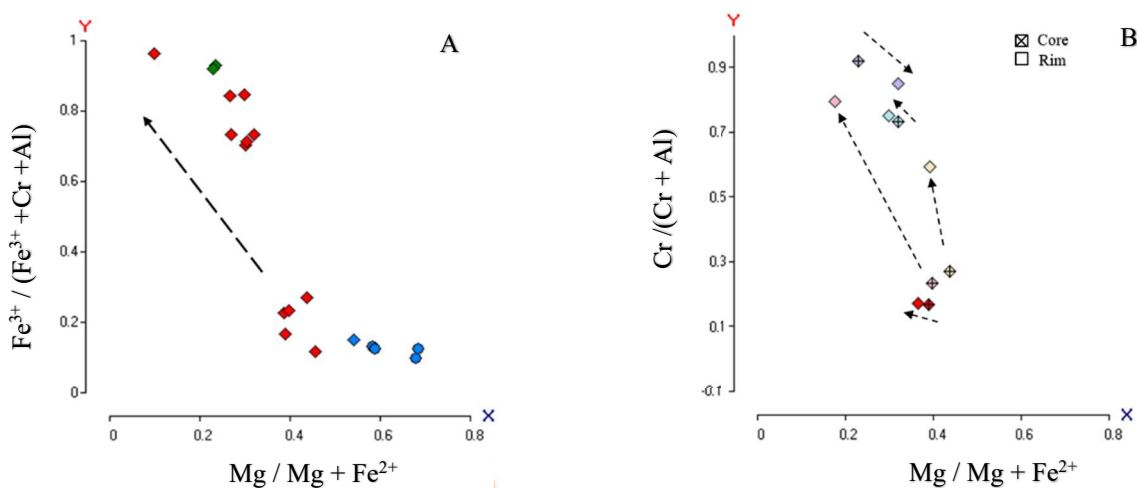 Y
A
1
0.8
0.6
0.4
0.2
0
Fe³⁺ / (Fe³⁺ +Cr +Al)
0 0.2 0.4 0.6 0.8 X
Mg / Mg + Fe²⁺
Y
B
Core
Rim
0.9
0.7
0.5
0.3
0.1
-0.1
Cr /(Cr + Al)
0 0.2 0.4 0.6 0.8 X
Mg / Mg + Fe²⁺